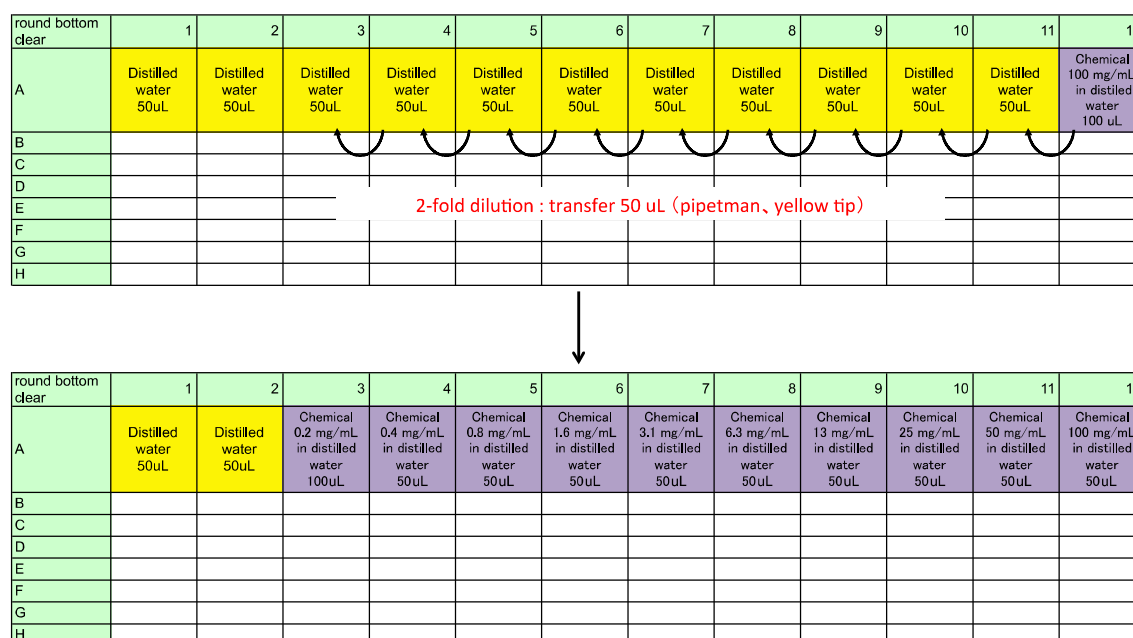 round bottom clear 1 2 3 4 5 6 7 8 9 10 11 1
A
Distilled water 50uL
Distilled water 50uL
Distilled water 50uL
Distilled water 50uL
Distilled water 50uL
Distilled water 50uL
Distilled water 50uL
Distilled water 50uL
Distilled water 50uL
Distilled water 50uL
Distilled water 50uL
Chemical 100 mg/mL in distilled water 100 uL
B
C
D
E
2-fold dilution : transfer 50 uL (pipetman、yellow tip)
F
G
H
round bottom clear 1 2 3 4 5 6 7 8 9 10 11 1
A
Distilled water 50uL
Distilled water 50uL
Chemical 0.2 mg/mL in distilled water 100uL
Chemical 0.4 mg/mL in distilled water 50uL
Chemical 0.8 mg/mL in distilled water 50uL
Chemical 1.6 mg/mL in distilled water 50uL
Chemical 3.1 mg/mL in distilled water 50uL
Chemical 6.3 mg/mL in distilled water 50uL
Chemical 13 mg/mL in distilled water 50uL
Chemical 25 mg/mL in distilled water 50uL
Chemical 50 mg/mL in distilled water 50uL
Chemical 100 mg/mL in distilled water 50uL
B
C
D
E
F
G
H